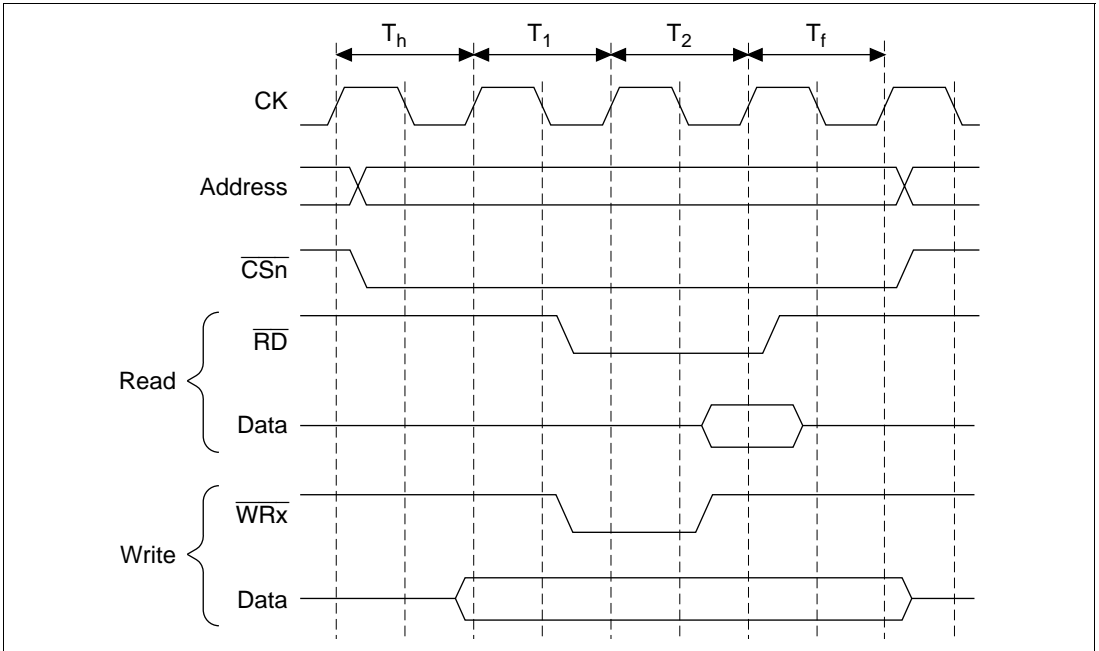 Th T1 T2 Tf
CK
Address
CSn
RD
Read
Data
WRx
Write
Data